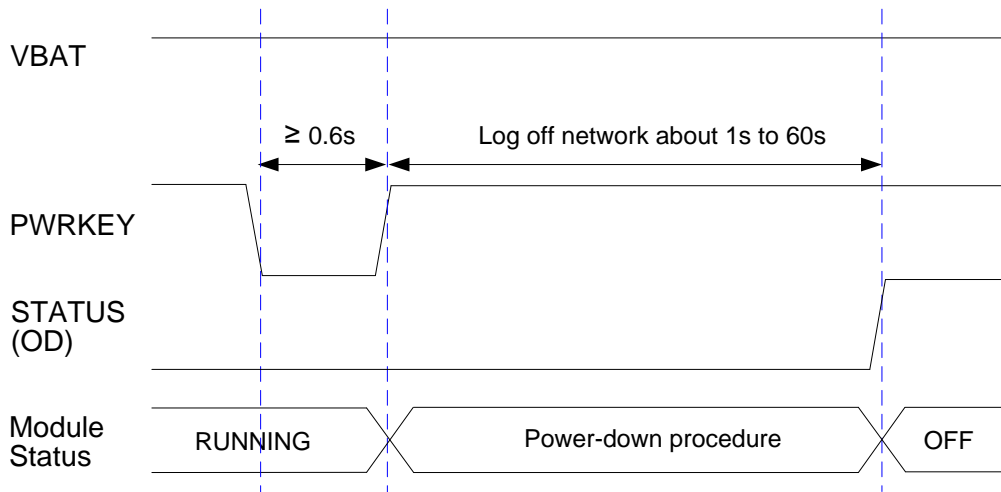 VBAT
≥ 0.6s
Log off network about 1s to 60s
PWRKEY
STATUS
(OD)
Module
Status
RUNNING
Power-down procedure
OFF